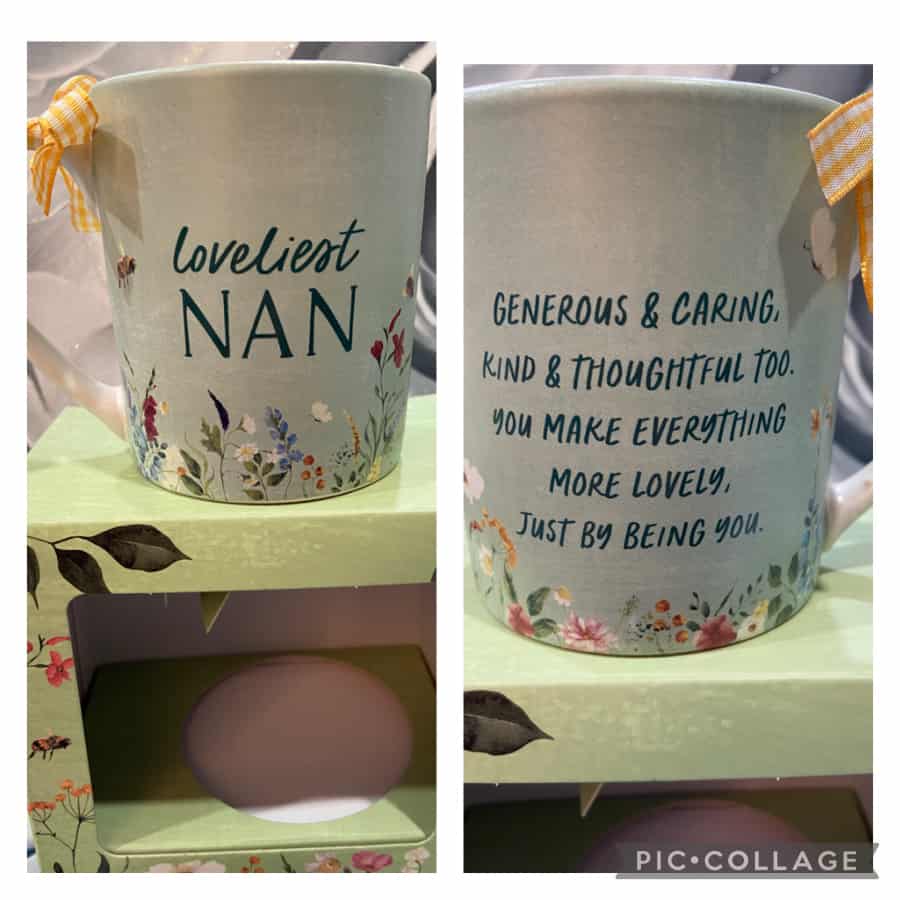 loveliest
NAN
GENEROUS & CARING,
KIND & THOUGHTFUL TOO.
YOU MAKE EVERYTHING
MORE LOVELY,
JUST BY BEING YOU.
PIC•COLLAGE